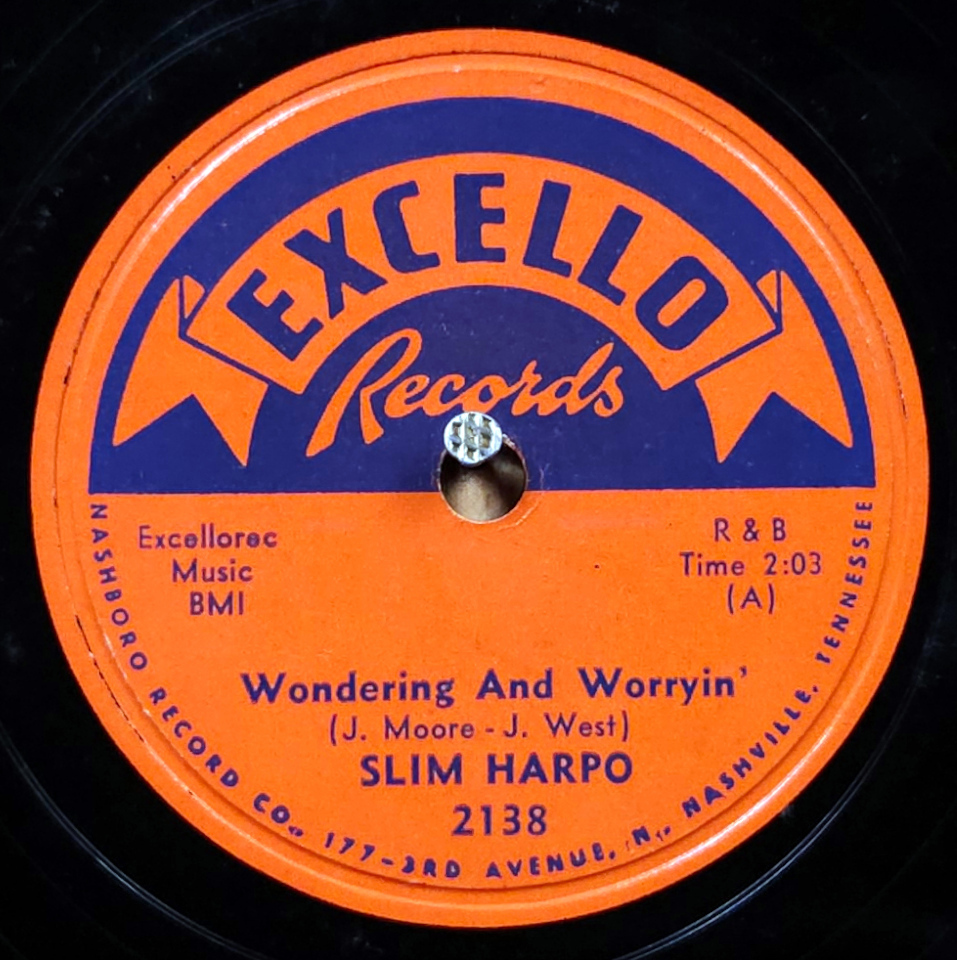 EXCELLO
Records
Excellorec
Music
BMI
R & B
Time 2:03
(A)
Wondering And Worryin'
(J. Moore - J. West)
SLIM HARPO
2138
NASHBORO RECORD CO., 177-3RD AVENUE, N., NASHVILLE, TENNESSEE